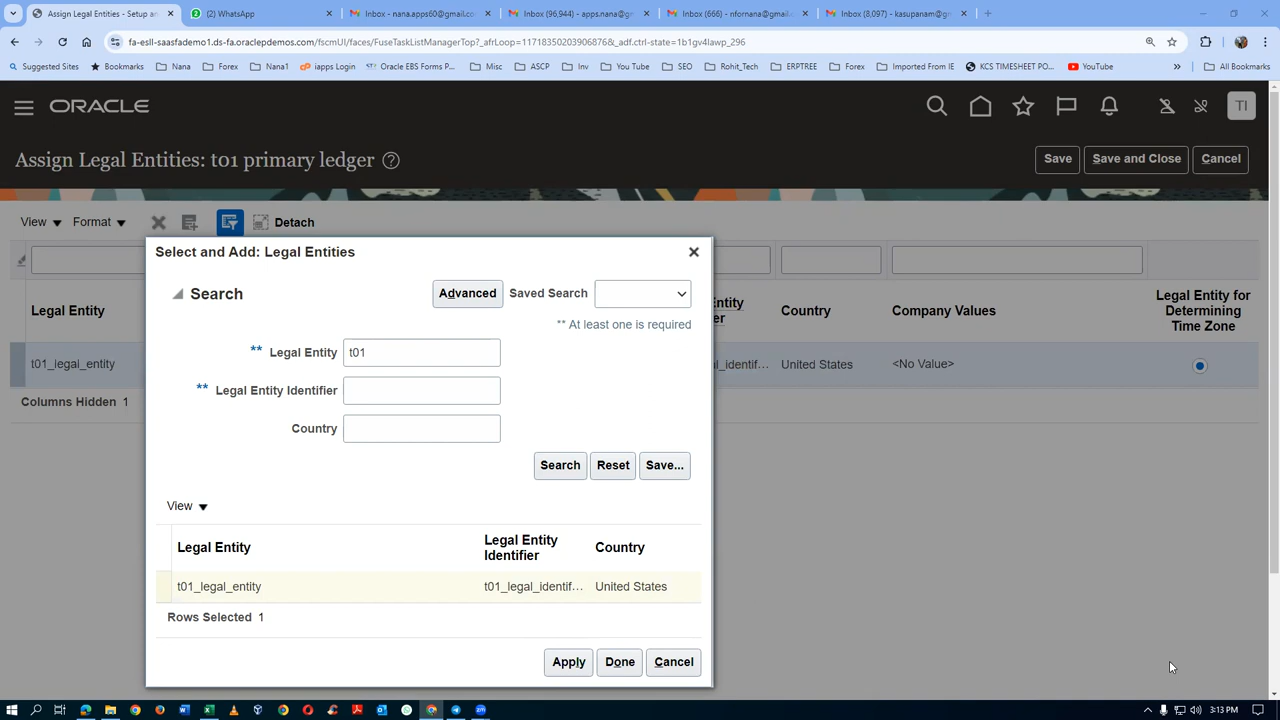 Assign Legal Entities - Setup an
(2) WhatsApp
Inbox - nana.apps60@gmail.co
Inbox (96,944) - apps.nana@g
Inbox (666) - nfornana@gmail
Inbox (8,097) - kasupanam@g
fa-esll-saasfademo1.ds-fa.oraclepdemos.com/fscmUI/faces/FuseTaskListManagerTop?_afrLoop=117183502039068​76&_adf.ctrl-state=1b1gv4lawp_296
Suggested Sites
Bookmarks
Nana
Forex
Nana1
iapps Login
Oracle EBS Forms P...
Misc
ASCP
Inv
You Tube
SEO
Rohit_Tech
ERPTREE
Forex
Imported From IE
KCS TIMESHEET PO...
YouTube
All Bookmarks
ORACLE
TI
Assign Legal Entities: t01 primary ledger
Save
Save and Close
Cancel
View
Format
Detach
Select and Add: Legal Entities
Search
Advanced
Saved Search
** At least one is required
** Legal Entity t01
** Legal Entity Identifier
Country
Search
Reset
Save...
View
Legal Entity
Legal Entity
Identifier
Country
t01_legal_entity
t01_legal_identif...
United States
Rows Selected 1
Apply
Done
Cancel
Legal Entity
Country
Company Values
Legal Entity for
Determining
Time Zone
t01_legal_entity
United States
<No Value>
Columns Hidden 1
3:13 PM